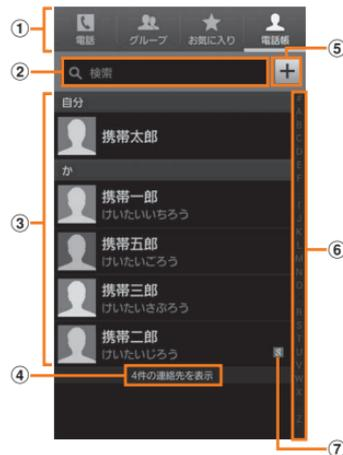 ①
電話 グループ お気に入り 電話帳
⑤
②
検索
+
自分
携帯太郎
か
携帯一郎
けいたいいちろう
③
携帯五郎
けいたいごろう
⑥
携帯三郎
けいたいさぶろう
携帯二郎
けいたいじろう
④
4件の連絡先を表示
⑦
#
A
B
C
D
E
F
I
J
K
L
M
N
O
R
S
T
U
V
W
X
Z